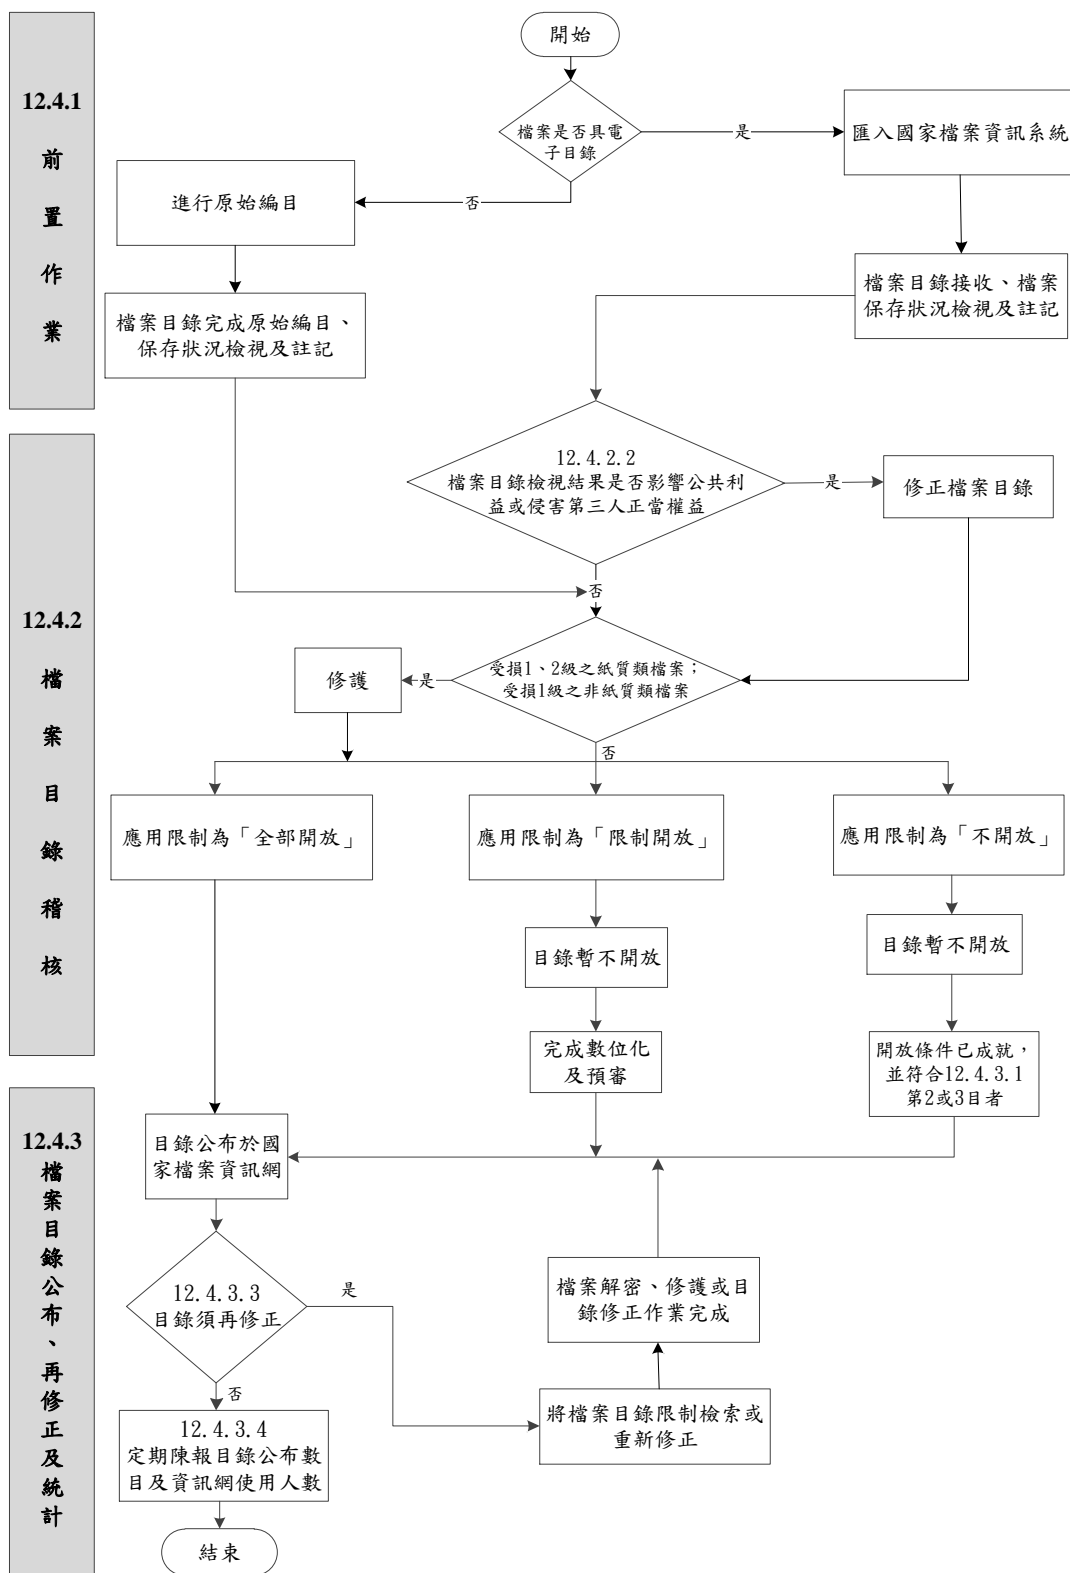 開始
12.4.1
前
置
作
業
檔案是否具電
子目錄
是
匯入國家檔案資訊系統
否
進行原始編目
檔案目錄接收、檔案
保存狀況檢視及註記
檔案目錄完成原始編目、
保存狀況檢視及註記
12.4.2
檔
案
目
錄
稽
核
12.4.2.2
檔案目錄檢視結果是否影響公共利
益或侵害第三人正當權益
是
修正檔案目錄
否
受損1、2級之紙質類檔案；
受損1級之非紙質類檔案
是
修護
否
應用限制為「全部開放」
應用限制為「限制開放」
應用限制為「不開放」
目錄暫不開放
目錄暫不開放
完成數位化
及預審
開放條件已成就，
並符合12.4.3.1
第2或3目者
12.4.3
檔
案
目
錄
公
布
、
再
修
正
及
統
計
目錄公布於國
家檔案資訊網
12.4.3.3
目錄須再修正
是
檔案解密、修護或目
錄修正作業完成
將檔案目錄限制檢索或
重新修正
否
12.4.3.4
定期陳報目錄公布數
目及資訊網使用人數
結束